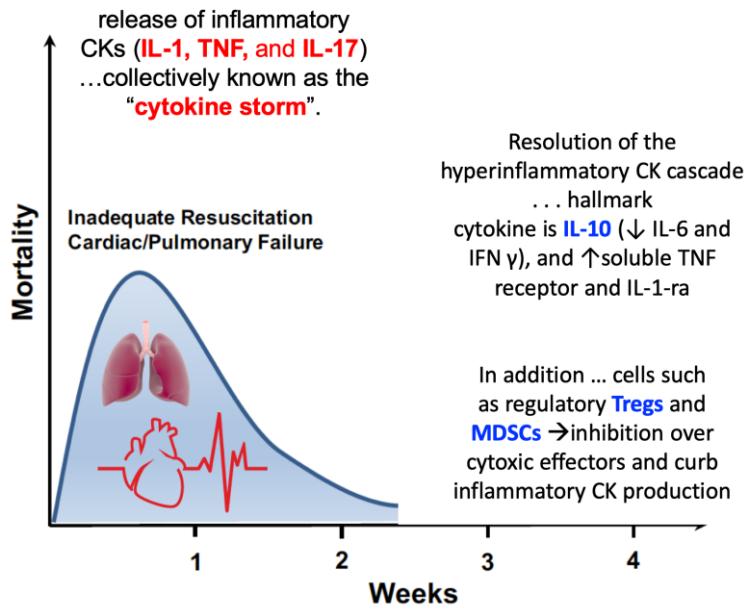 release of inflammatory
CKs (IL-1, TNF, and IL-17)
…collectively known as the
“cytokine storm”.
Resolution of the
hyperinflammatory CK cascade
. . . hallmark
cytokine is IL-10 (↓ IL-6 and
IFN γ), and ↑soluble TNF
receptor and IL-1-ra
Inadequate Resuscitation
Cardiac/Pulmonary Failure
In addition … cells such
as regulatory Tregs and
MDSCs →inhibition over
cytoxic effectors and curb
inflammatory CK production
Mortality
1 2 3 4
Weeks